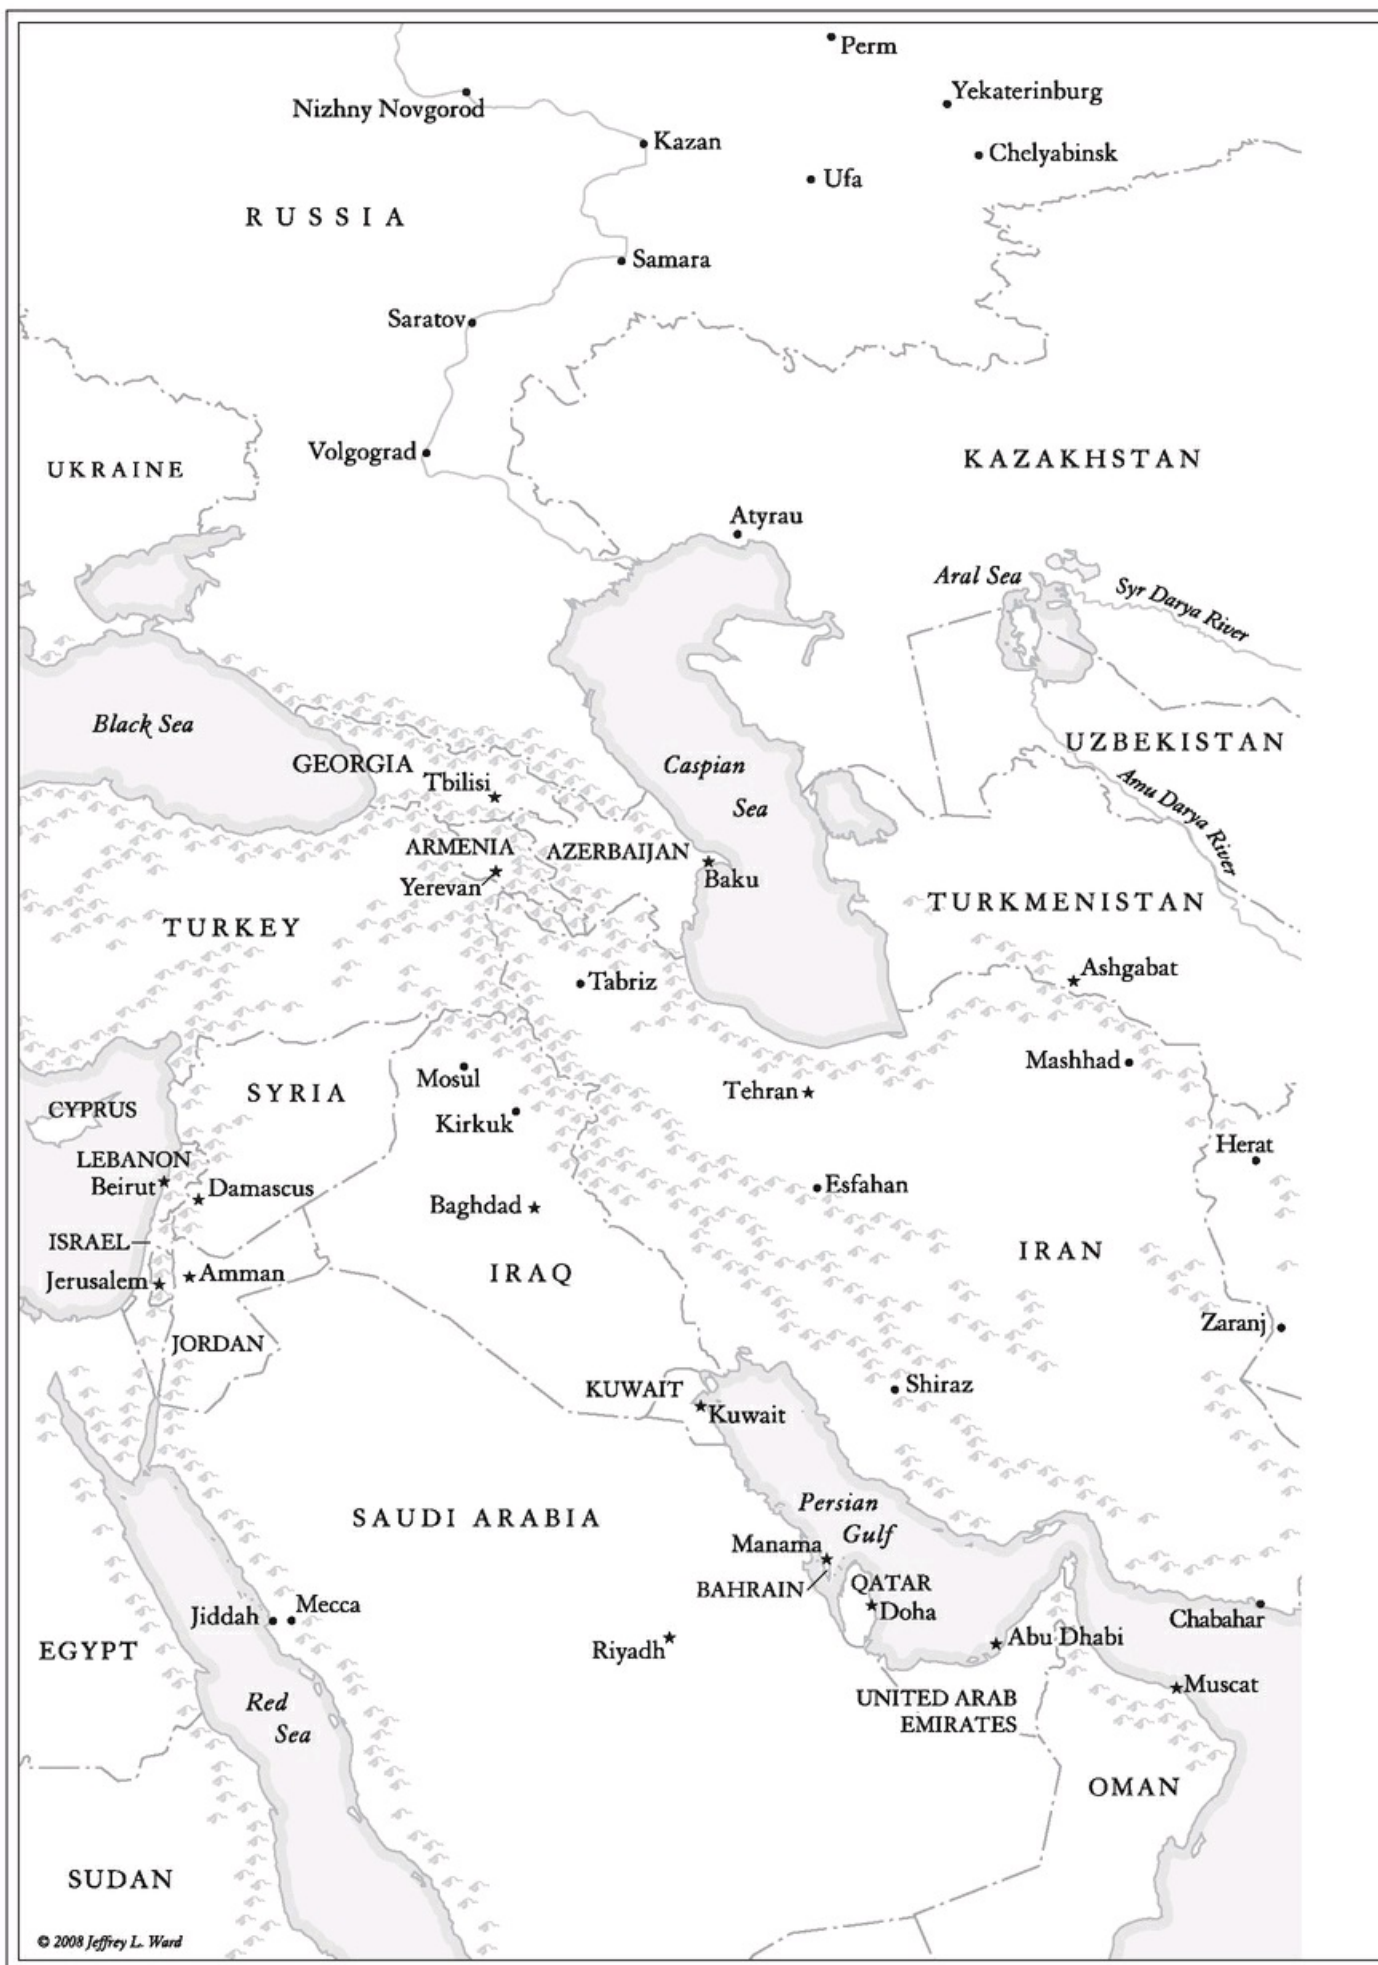 Perm
Yekaterinburg
Nizhny Novgorod
Kazan
Chelyabinsk
Ufa
RUSSIA
Samara
Saratov
Volgograd
UKRAINE
KAZAKHSTAN
Atyrau
Aral Sea
Syr Darya River
Black Sea
UZBEKISTAN
GEORGIA
Tbilisi
Caspian
Sea
Amu Darya River
ARMENIA
AZERBAIJAN
Yerevan
Baku
TURKMENISTAN
TURKEY
Ashgabat
Tabriz
Mashhad
Mosul
SYRIA
Tehran
CYPRUS
Kirkuk
Herat
LEBANON
Beirut
Damascus
Esfahan
Baghdad
ISRAEL
IRAN
Jerusalem
Amman
IRAQ
Zaranj
JORDAN
KUWAIT
Shiraz
Kuwait
Persian
Gulf
SAUDI ARABIA
Manama
BAHRAIN
QATAR
Doha
Jiddah
Mecca
Chabahar
Abu Dhabi
EGYPT
Riyadh
Muscat
Red
Sea
UNITED ARAB
EMIRATES
OMAN
SUDAN
© 2008 Jeffrey L. Ward